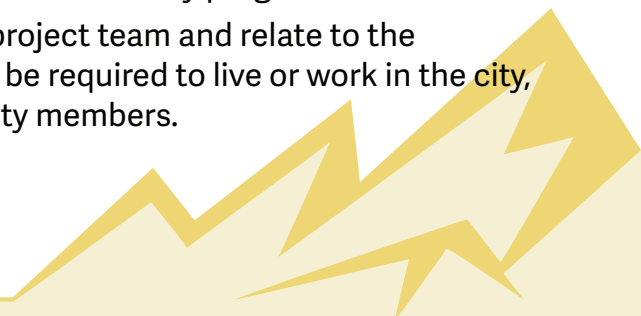 project team and relate to the
be required to live or work in the city,
ty members.